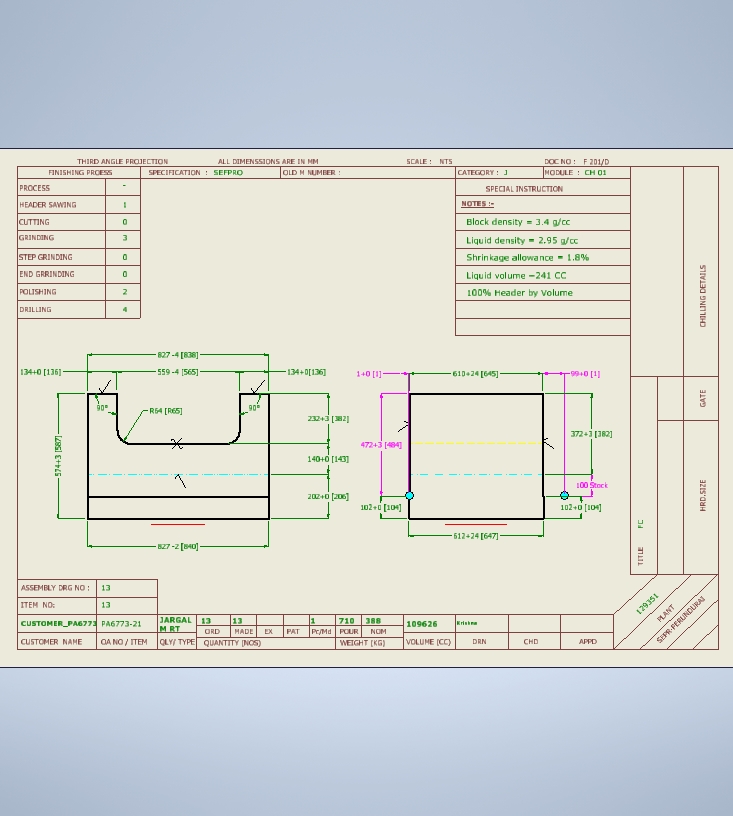 THIRD ANGLE PROJECTION ALL DIMENSSIONS ARE IN MM SCALE : NTS DOC NO : F 201/D
FINISHING PROESS SPECIFICATION : SEFPRO OLD M NUMBER : CATEGORY : J MODULE : CM 01
PROCESS -
HEADER SAWING 1
CUTTING 0
GRINDING 3
STEP GRINDING 0
END GRRINDING 0
POLISHING 2
DRILLING 4
SPECIAL INSTRUCTION
NOTES :-
Block density = 3.4 g/cc
Liquid density = 2.95 g/cc
Shrinkage allowance = 1.8%
Liquid volume =241 CC
100% Header by Volume
CHILLING DETAILS
GATE
HRD.SIZE
TITLE FC
827 -4 [838]
134+0 [136] 559 -4 [565] 134+0[136]
90° R64 [R65] 90°
232+3 [382]
574+3 [587]
140+0 [143]
202+0 [206]
827 -2 [840]
1+0 [1] 610+24 [645] 99+0 [1]
472+3 [484] 372+3 [382]
100 Stock
102+0 [104] 102+0 [104]
612+24 [647]
ASSEMBLY DRG NO : 13
ITEM NO: 13
CUSTOMER_PA6773 PA6773-21 JARGAL M RT 13 13 1 710 388 109626 Krishna
ORD MADE EX PAT Pc/Md POUR NOM
CUSTOMER NAME OA NO / ITEM QLY/ TYPE QUANTITY (NOS) WEIGHT (KG) VOLUME (CC) DRN CHD APPD
129351
PLANT
SEPR-PERUNDURAI